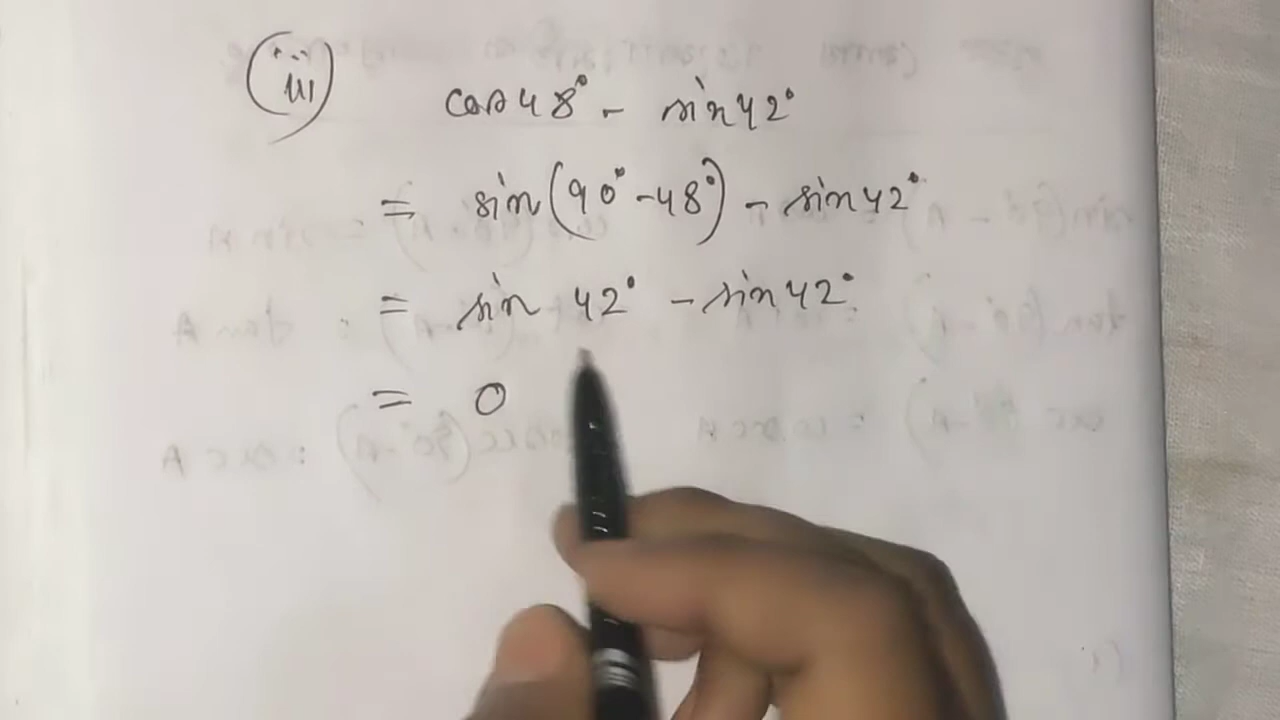 (iii) cos 48° - sin 42°
= sin(90° - 48°) - sin 42°
= sin 42° - sin 42°
= 0